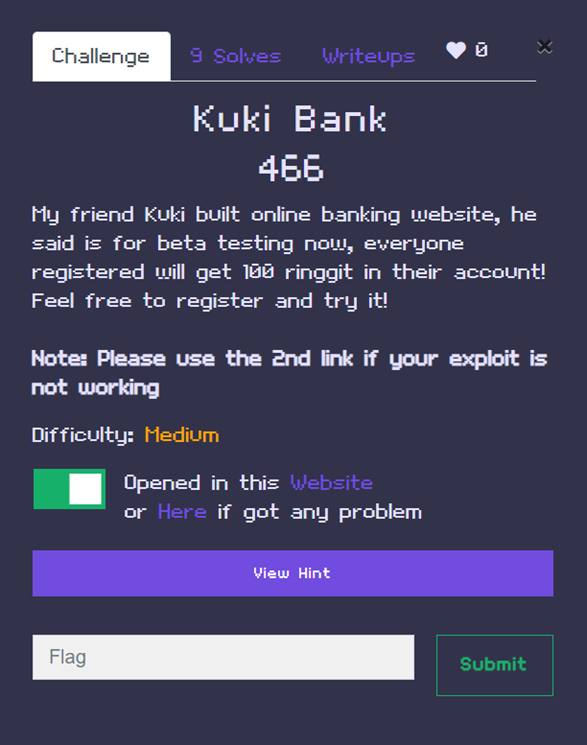 Challenge 9 Solves Writeups 0
Kuki Bank
466
My friend Kuki built online banking website, he
said is for beta testing now, everyone
registered will get 100 ringgit in their account!
Feel free to register and try it!
Note: Please use the 2nd link if your exploit is
not working
Difficulty: Medium
Opened in this Website
or Here if got any problem
View Hint
Flag
Submit